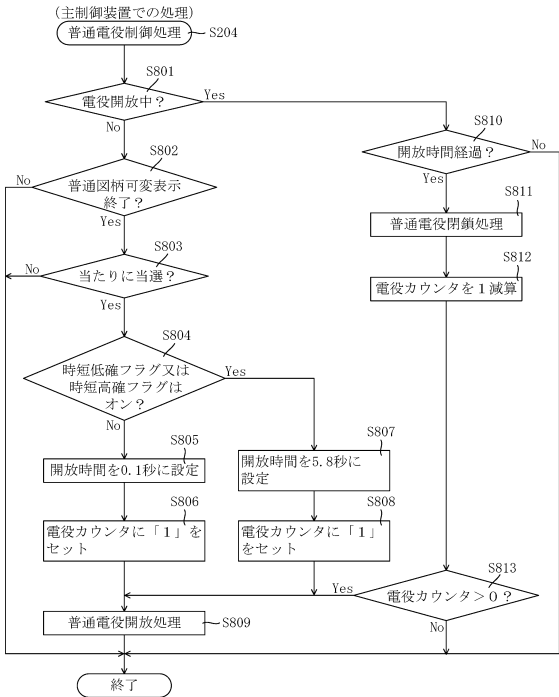 (主制御装置での処理)
普通電役制御処理
S204
S801
電役開放中？
Yes
No
S802
普通図柄可変表示
終了？
No
Yes
S803
当たりに当選？
No
Yes
S804
時短低確フラグ又は
時短高確フラグは
オン？
Yes
No
S805
開放時間を0.1秒に設定
S806
電役カウンタに「１」を
セット
S807
開放時間を5.8秒に
設定
S808
電役カウンタに「１」
をセット
S809
普通電役開放処理
S810
開放時間経過？
No
Yes
S811
普通電役閉鎖処理
S812
電役カウンタを１減算
S813
電役カウンタ＞０？
Yes
No
終了